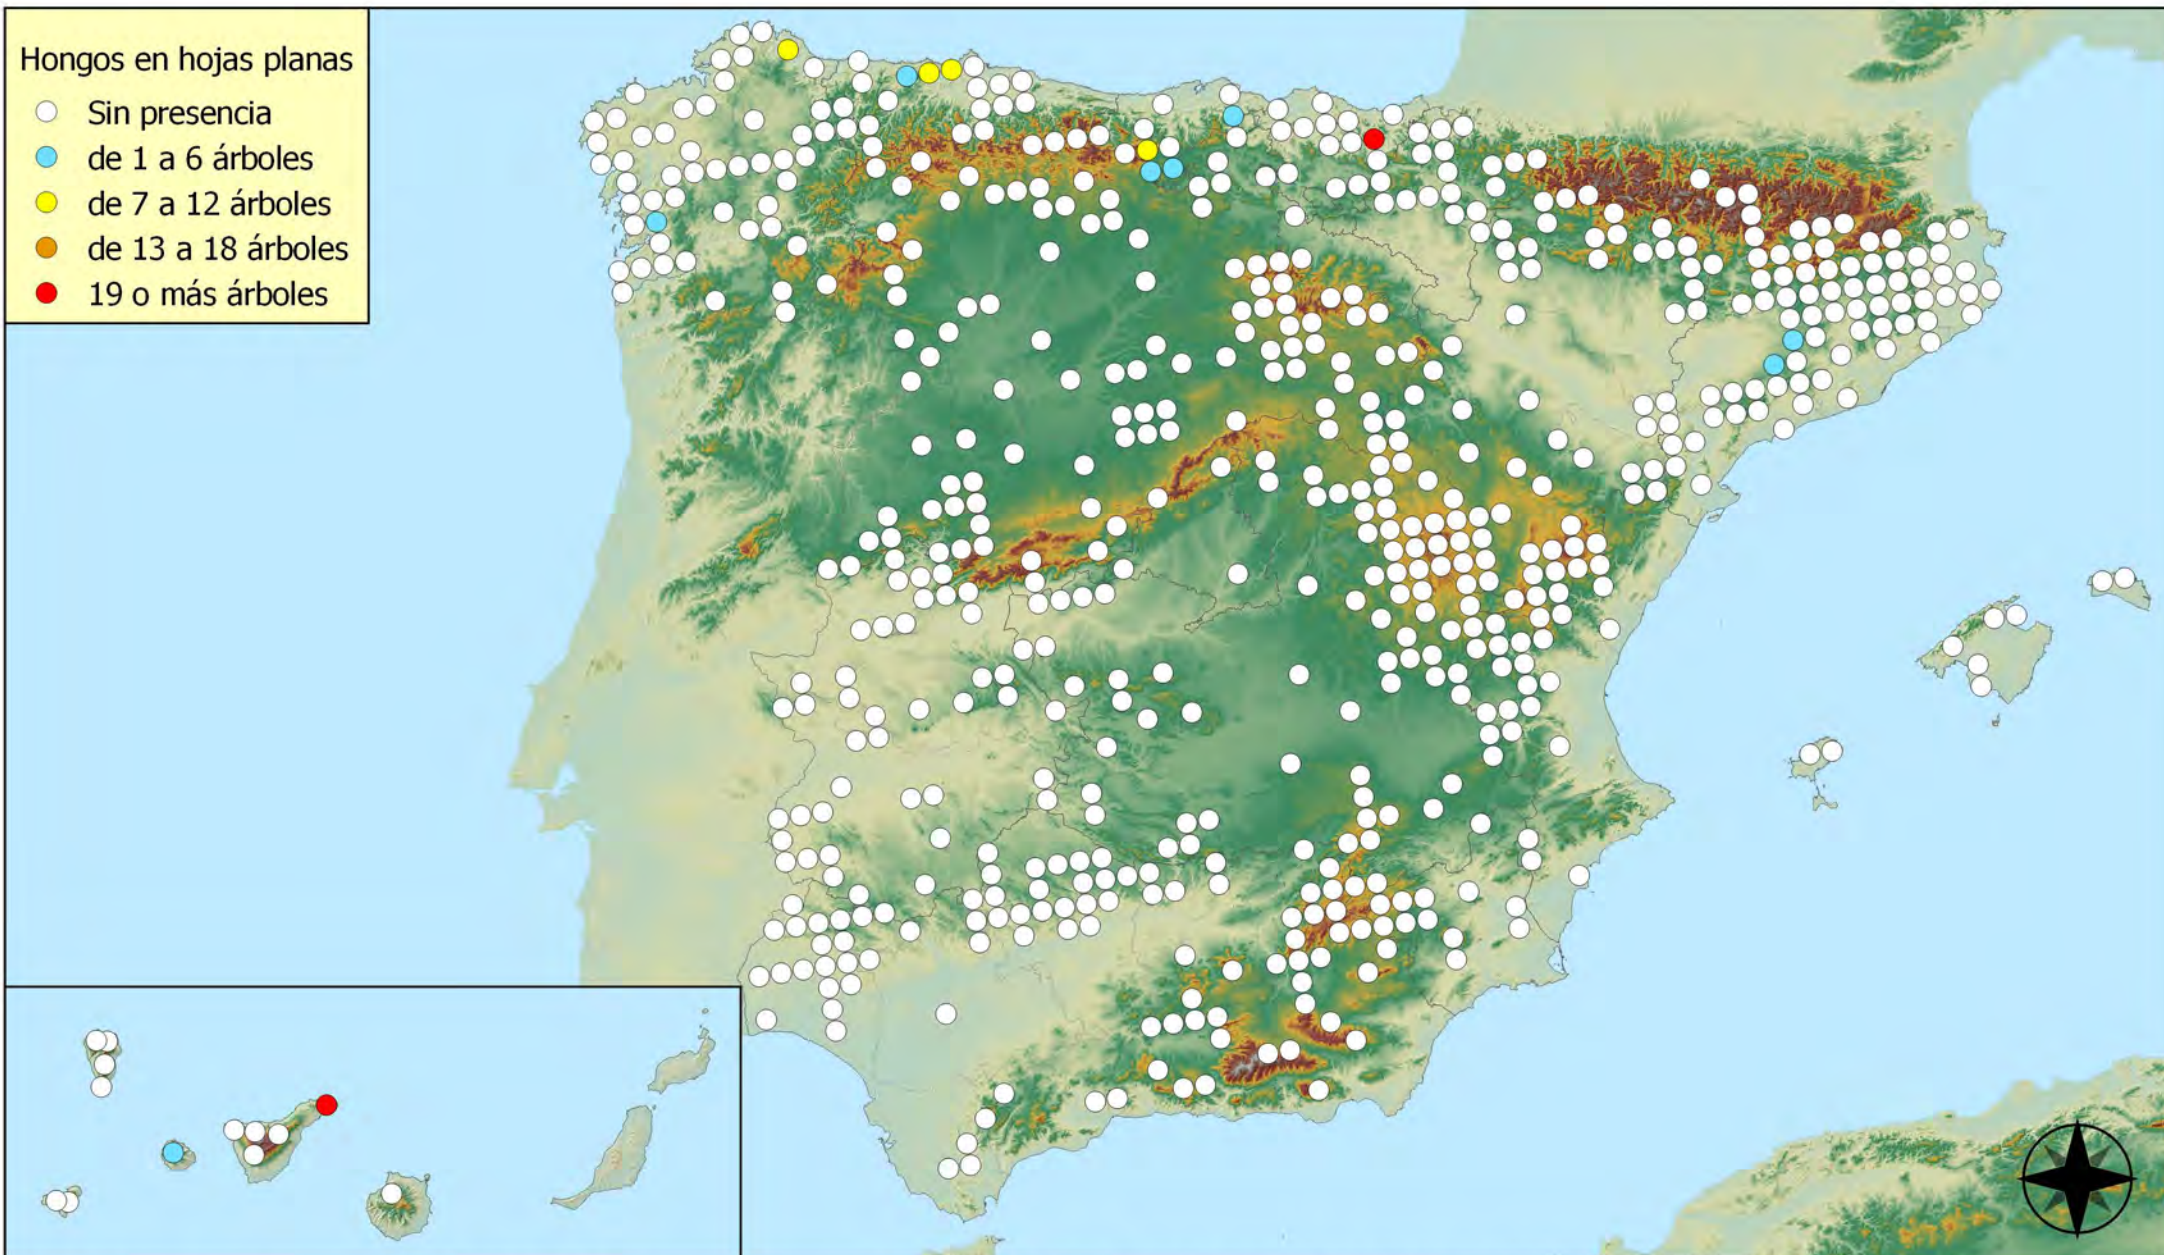 Hongos en hojas planas
Sin presencia
de 1 a 6 árboles
de 7 a 12 árboles
de 13 a 18 árboles
19 o más árboles